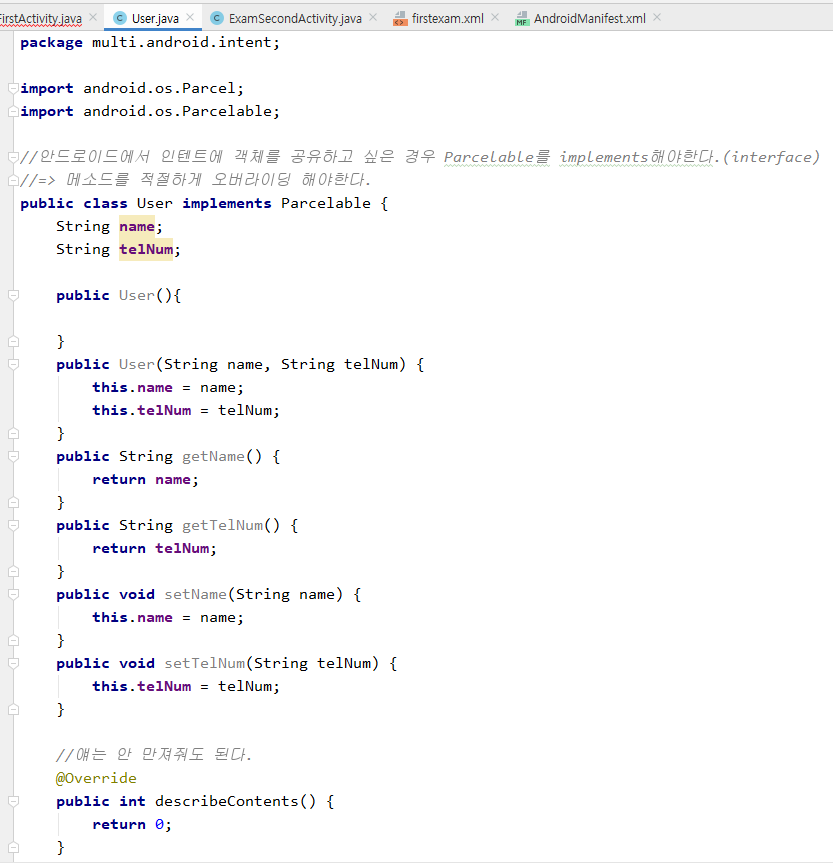 FirstActivity.java User.java ExamSecondActivity.java firstexam.xml AndroidManifest.xml
package multi.android.intent;
import android.os.Parcel;
import android.os.Parcelable;
//안드로이드에서 인텐트에 객체를 공유하고 싶은 경우 Parcelable를 implements해야한다.(interface)
//=> 메소드를 적절하게 오버라이딩 해야한다.
public class User implements Parcelable {
String name;
String telNum;
public User(){
}
public User(String name, String telNum) {
this.name = name;
this.telNum = telNum;
}
public String getName() {
return name;
}
public String getTelNum() {
return telNum;
}
public void setName(String name) {
this.name = name;
}
public void setTelNum(String telNum) {
this.telNum = telNum;
}
//얘는 안 만져줘도 된다.
@Override
public int describeContents() {
return 0;
}